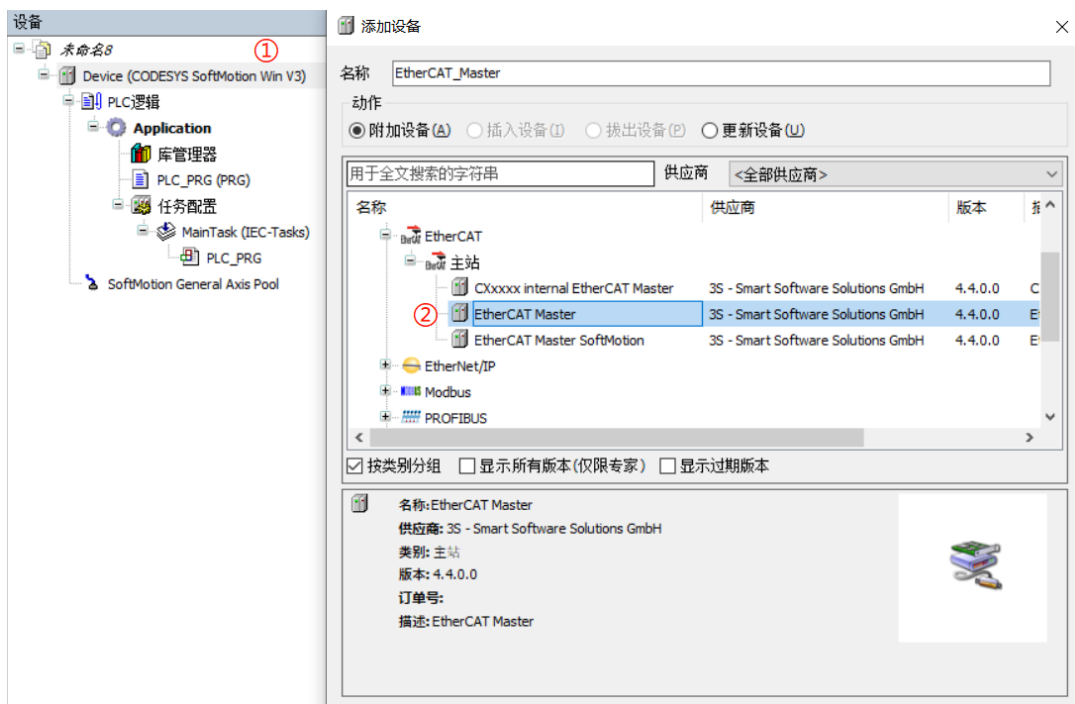 设备
未命名8
①
Device (CODESYS SoftMotion Win V3)
PLC逻辑
Application
库管理器
PLC_PRG (PRG)
任务配置
MainTask (IEC-Tasks)
PLC_PRG
SoftMotion General Axis Pool
添加设备
名称 EtherCAT_Master
动作
附加设备(A) 插入设备(I) 拔出设备(P) 更新设备(U)
用于全文搜索的字符串 供应商 <全部供应商>
名称 供应商 版本
EtherCAT
主站
CXxxxx internal EtherCAT Master 3S - Smart Software Solutions GmbH 4.4.0.0 C
② EtherCAT Master 3S - Smart Software Solutions GmbH 4.4.0.0 E
EtherCAT Master SoftMotion 3S - Smart Software Solutions GmbH 4.4.0.0 E
EtherNet/IP
Modbus
PROFIBUS
按类别分组 显示所有版本(仅限专家) 显示过期版本
名称:EtherCAT Master
供应商: 3S - Smart Software Solutions GmbH
类别: 主站
版本: 4.4.0.0
订单号:
描述: EtherCAT Master